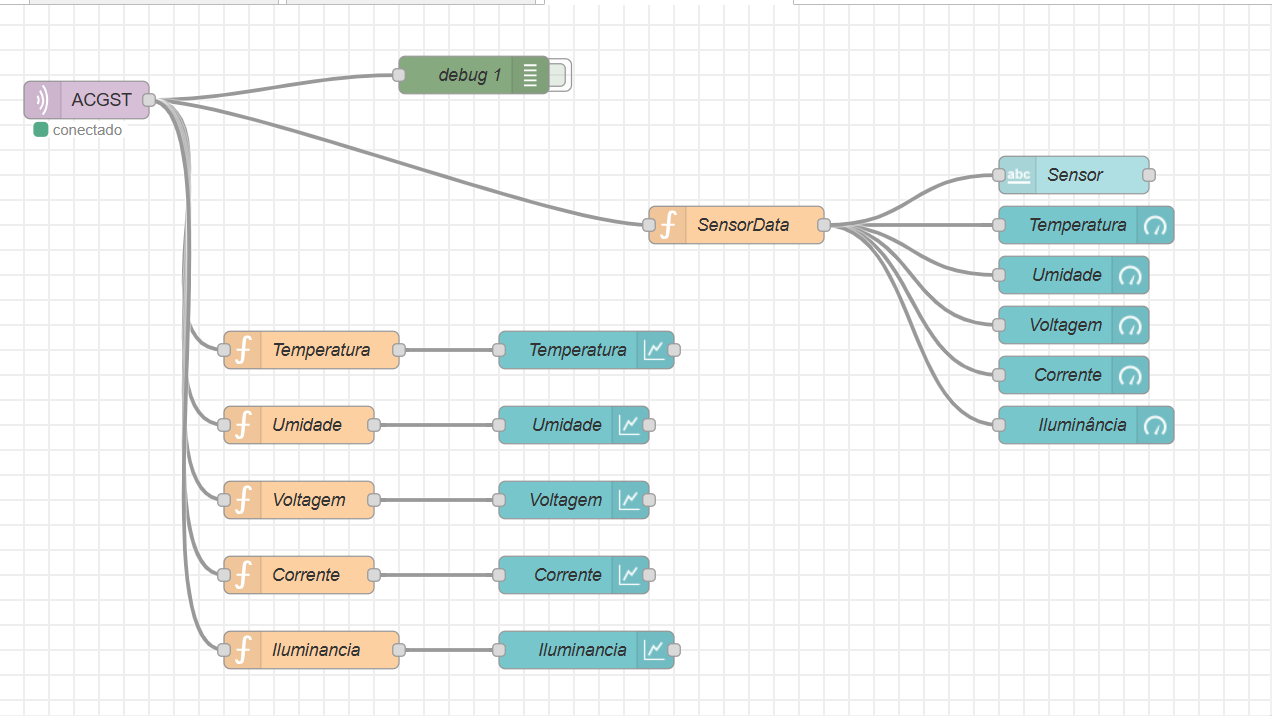 debug 1
ACGST
conectado
abc
Sensor
SensorData
Temperatura
Umidade
Voltagem
Corrente
Iluminância
Temperatura
Temperatura
Umidade
Umidade
Voltagem
Voltagem
Corrente
Corrente
Iluminancia
Iluminancia